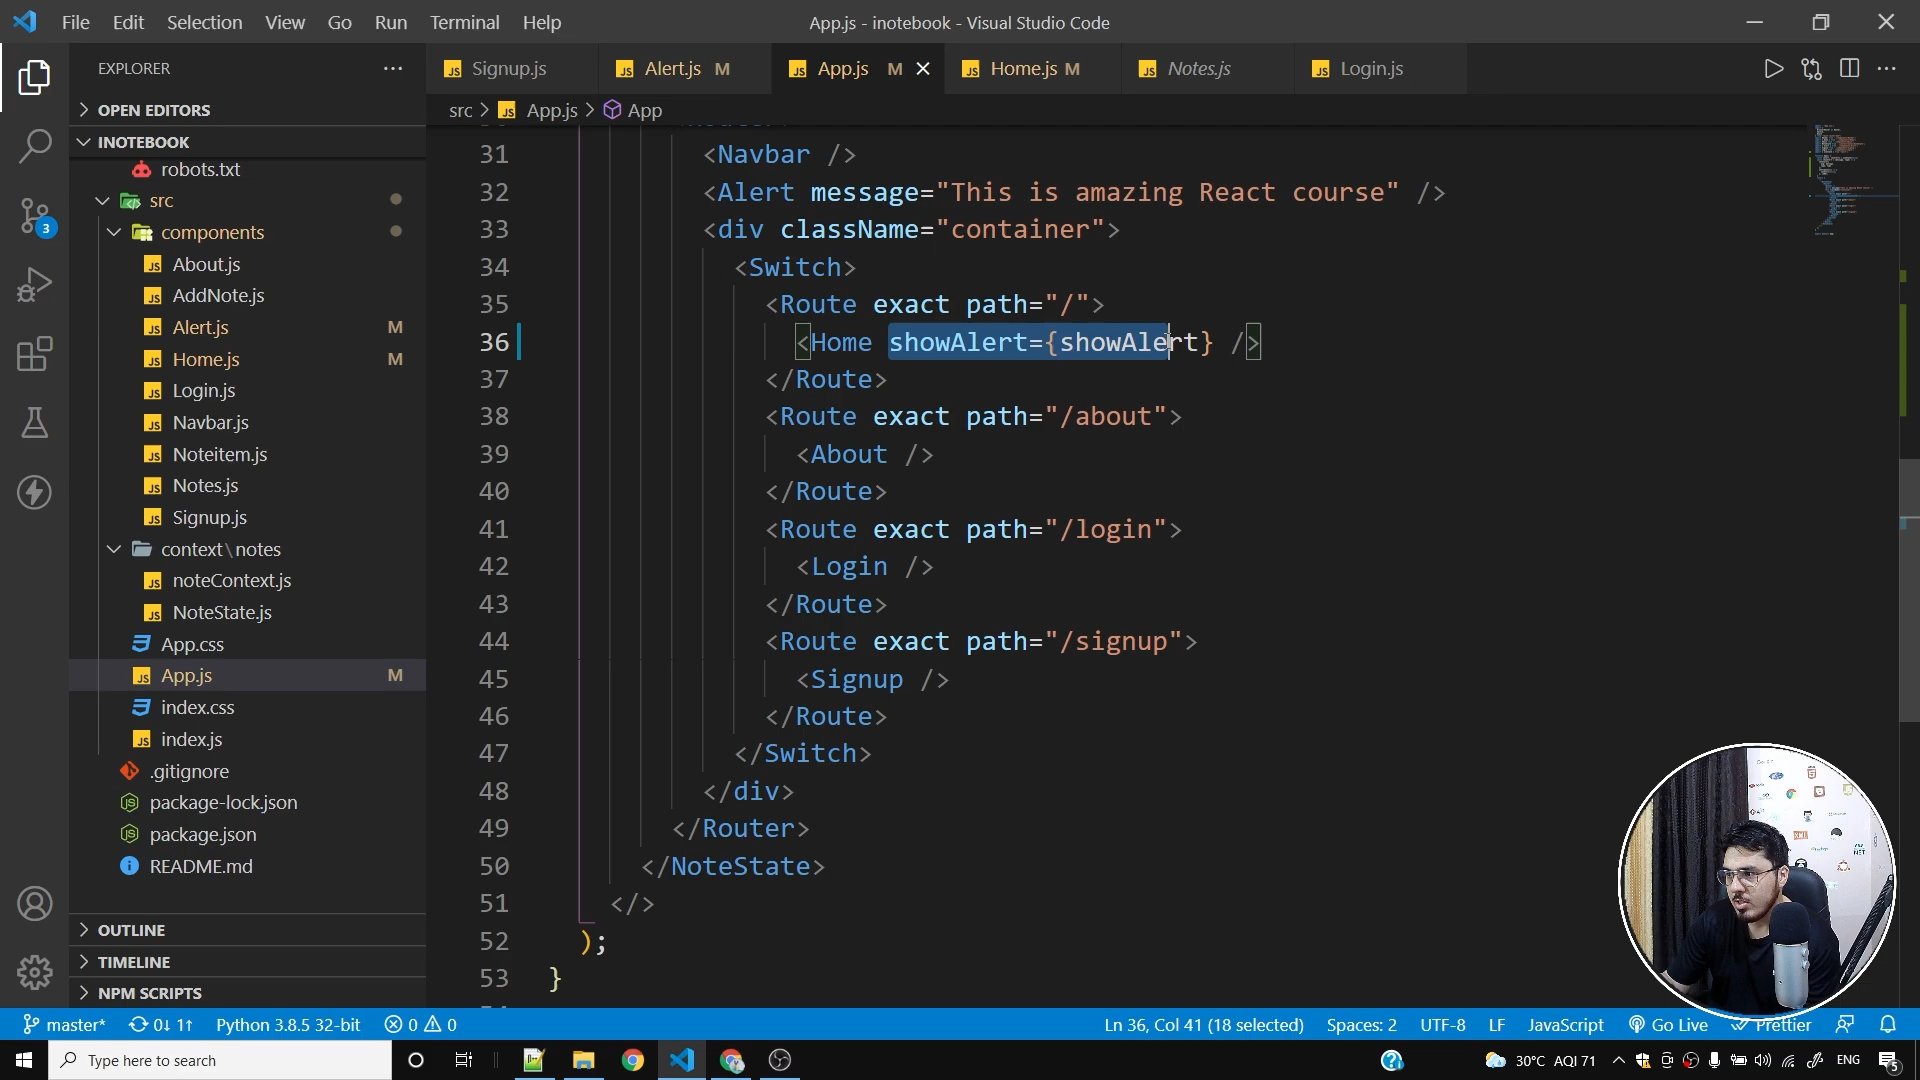 File Edit Selection View Go Run Terminal Help
App.js - inotebook - Visual Studio Code
EXPLORER
Signup.js
Alert.js M
App.js M
Home.js M
Notes.js
Login.js
OPEN EDITORS
src > App.js > App
INOTEBOOK
robots.txt
src
components
About.js
AddNote.js
Alert.js M
Home.js M
Login.js
Navbar.js
Noteitem.js
Notes.js
Signup.js
context\notes
noteContext.js
NoteState.js
App.css
App.js M
index.css
index.js
.gitignore
package-lock.json
package.json
README.md
OUTLINE
TIMELINE
NPM SCRIPTS
3
31 <Navbar />
32 <Alert message="This is amazing React course" />
33 <div className="container">
34 <Switch>
35 <Route exact path="/">
36 <Home showAlert={showAlert} />
37 </Route>
38 <Route exact path="/about">
39 <About />
40 </Route>
41 <Route exact path="/login">
42 <Login />
43 </Route>
44 <Route exact path="/signup">
45 <Signup />
46 </Route>
47 </Switch>
48 </div>
49 </Router>
50 </NoteState>
51 </>
52 );
53 }
master* 0↓ 1↑ Python 3.8.5 32-bit 0 0
Ln 36, Col 41 (18 selected) Spaces: 2 UTF-8 LF JavaScript Go Live Prettier
Type here to search
30°C AQI 71 ENG 5